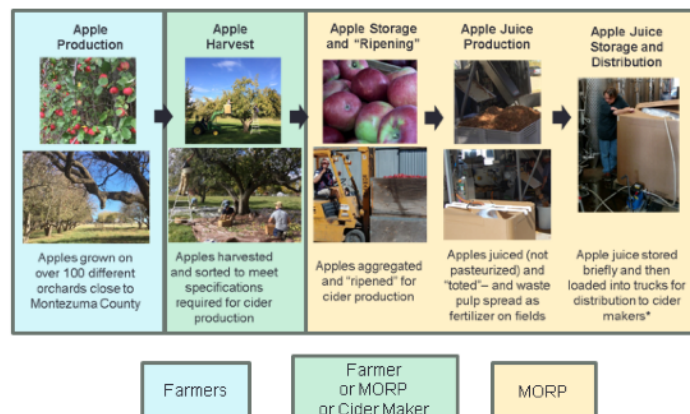 Apple
Production
Apples grown on
over 100 different
orchards close to
Montezuma County
Apple
Harvest
Apples harvested
and sorted to meet
specifications
required for cider
production
Apple Storage
and “Ripening”
Apples aggregated
and “ripened” for
cider production
Apple Juice
Production
Apples juiced (not
pasteurized) and
“toted”– and waste
pulp spread as
fertilizer on fields
Apple Juice
Storage and
Distribution
Apple juice stored
briefly and then
loaded into trucks for
distribution to cider
makers*
Farmers
Farmer
or MORP
or Cider Maker
MORP